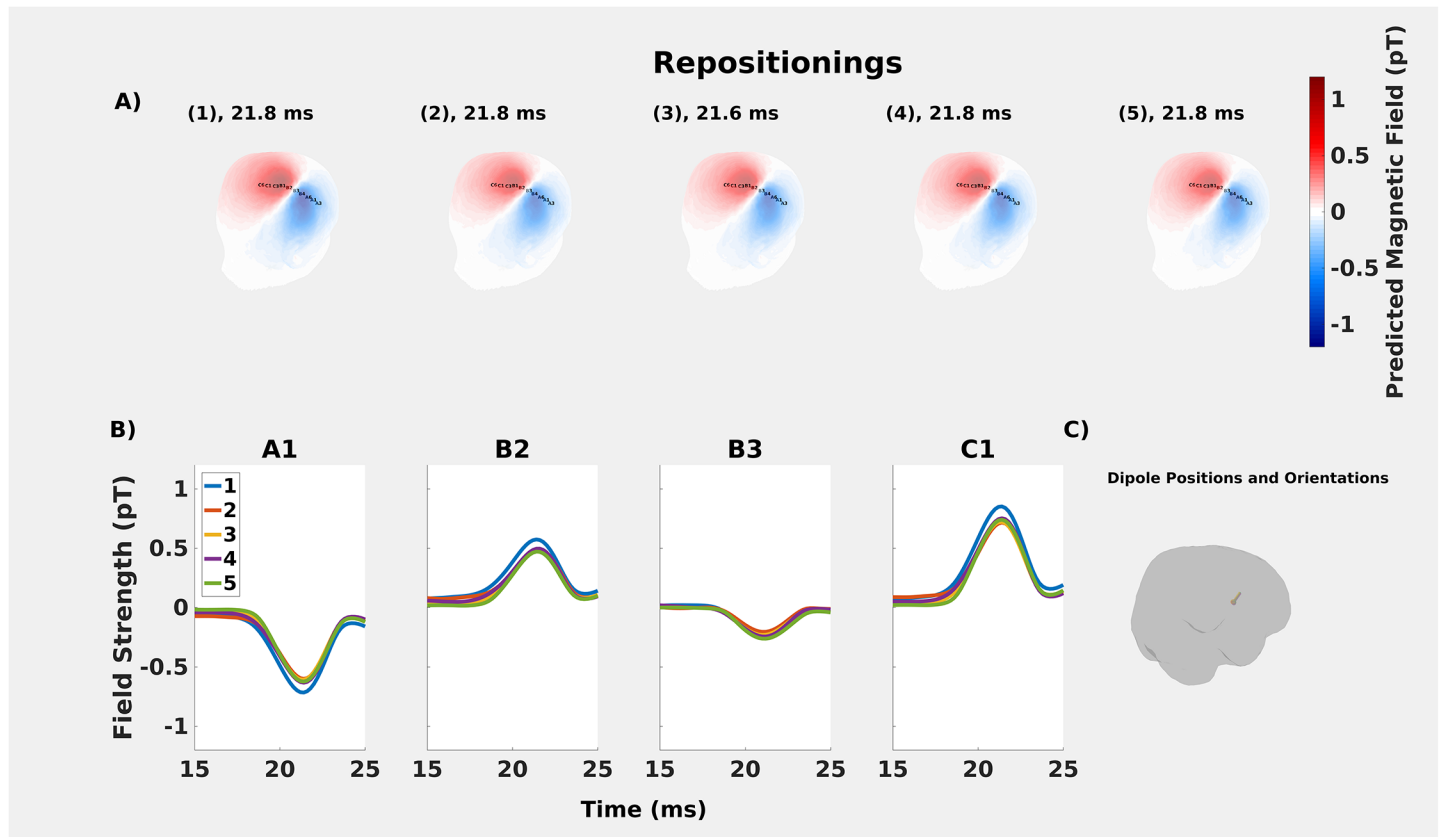 Repositionings
A)
(1), 21.8 ms
(2), 21.8 ms
(3), 21.6 ms
(4), 21.8 ms
(5), 21.8 ms
1
0.5
0
-0.5
-1
Predicted Magnetic Field (pT)
B)
A1
B2
B3
C1
Field Strength (pT)
1
0.5
0
-0.5
-1
1
2
3
4
5
15 20 25
15 20 25
15 20 25
15 20 25
Time (ms)
C)
Dipole Positions and Orientations